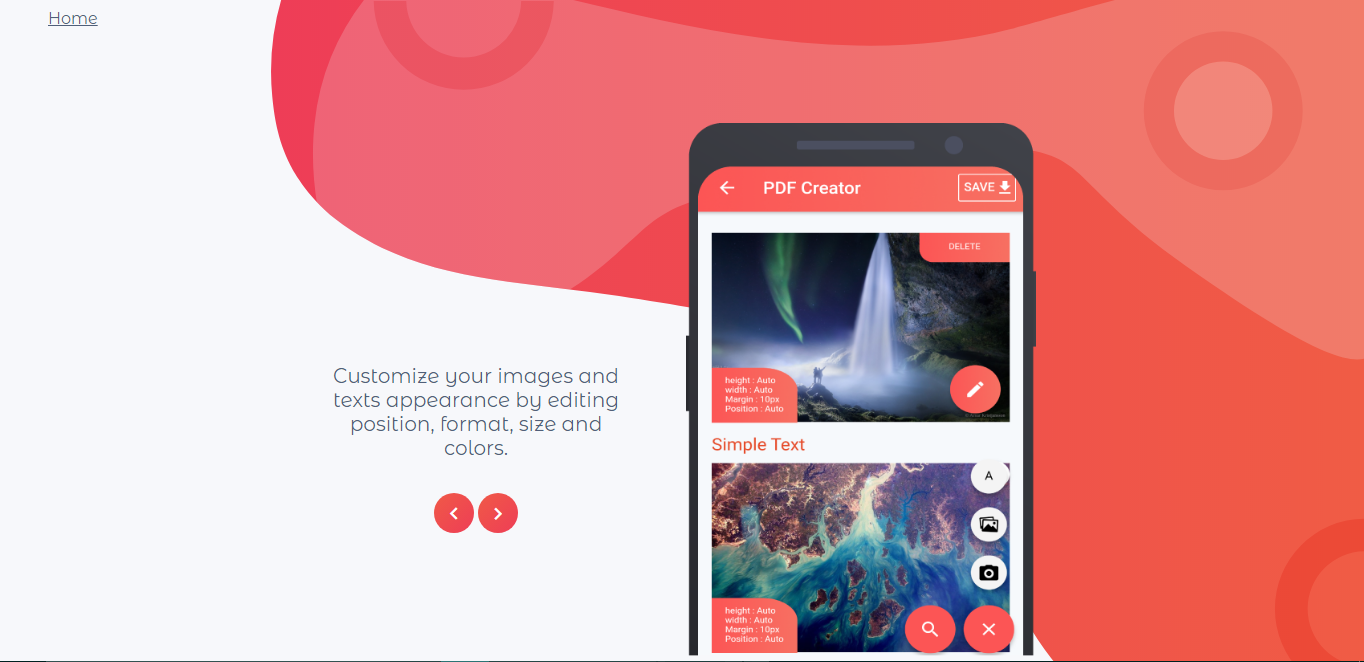 Home
PDF Creator
SAVE
DELETE
height : Auto
width : Auto
Margin : 10px
Position : Auto
Customize your images and
texts appearance by editing
position, format, size and
colors.
Simple Text
A
height : Auto
width : Auto
Margin : 10px
Position : Auto